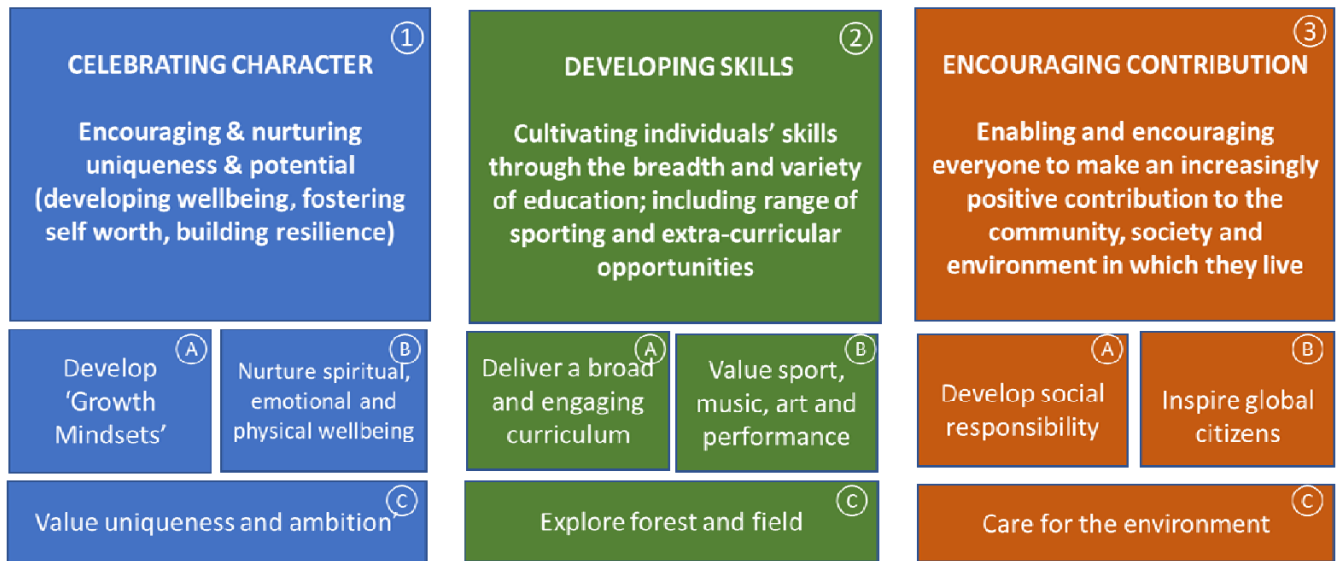 1
CELEBRATING CHARACTER
Encouraging & nurturing
uniqueness & potential
(developing wellbeing, fostering
self worth, building resilience)
A
Develop
‘Growth
Mindsets’
B
Nurture spiritual,
emotional and
physical wellbeing
C
Value uniqueness and ambition’
2
DEVELOPING SKILLS
Cultivating individuals’ skills
through the breadth and variety
of education; including range of
sporting and extra-curricular
opportunities
A
Deliver a broad
and engaging
curriculum
B
Value sport,
music, art and
performance
C
Explore forest and field
3
ENCOURAGING CONTRIBUTION
Enabling and encouraging
everyone to make an increasingly
positive contribution to the
community, society and
environment in which they live
A
Develop social
responsibility
B
Inspire global
citizens
C
Care for the environment